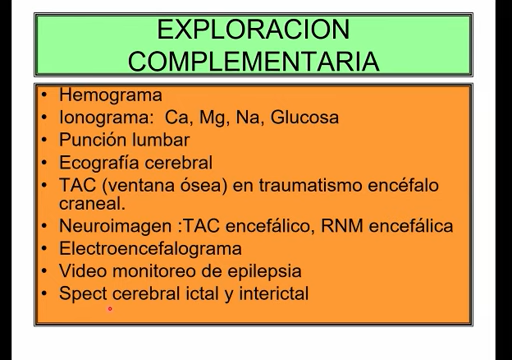 EXPLORACION
COMPLEMENTARIA
• Hemograma
• Ionograma: Ca, Mg, Na, Glucosa
• Punción lumbar
• Ecografía cerebral
• TAC (ventana ósea) en traumatismo encéfalo
craneal.
• Neuroimagen :TAC encefálico, RNM encefálica
• Electroencefalograma
• Video monitoreo de epilepsia
• Spect cerebral ictal y interictal